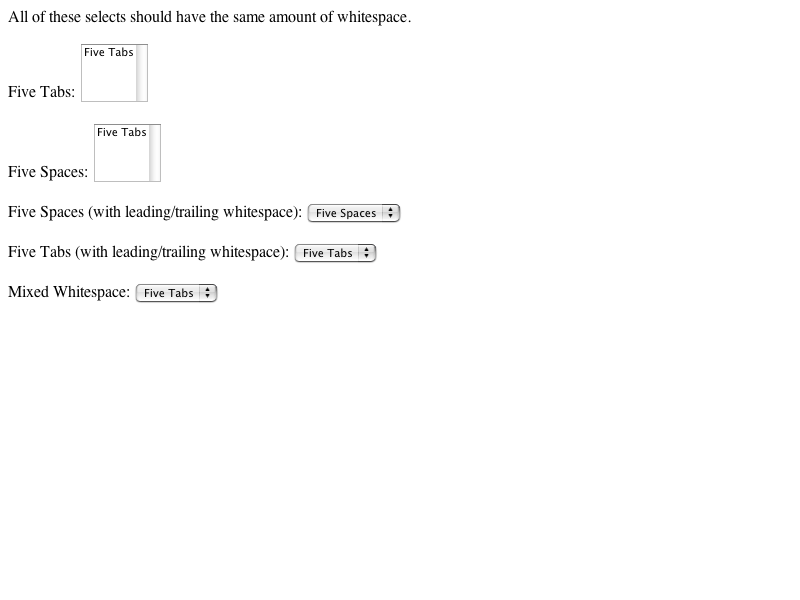 All of these selects should have the same amount of whitespace.
Five Tabs
Five Tabs:
Five Tabs
Five Spaces:
Five Spaces (with leading/trailing whitespace): Five Spaces
Five Tabs (with leading/trailing whitespace): Five Tabs
Mixed Whitespace: Five Tabs